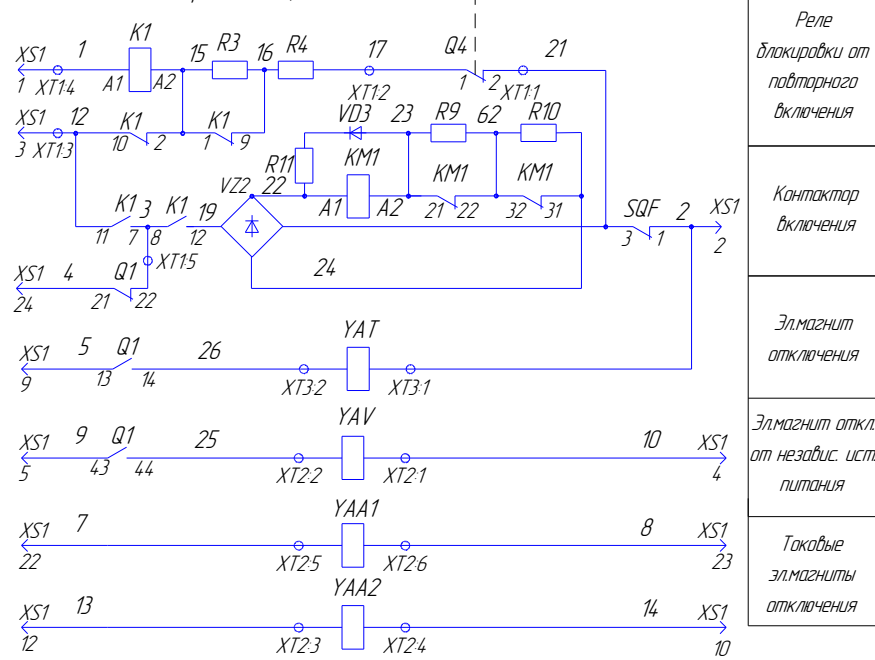 K1
15
R3
16
R4
17
Q4
21
XS1
1
1
XT1:4
A1
A2
XT1:2
1
2
XT1:1
Реле
блокировки от
повторного
включения
12
XS1
3
XT1:3
K1
10
2
K1
1
9
VD3
23
R9
62
R10
R11
22
KM1
A1
A2
KM1
21
22
KM1
32
31
VZ2
K1
11
7
3
K1
8
12
19
SQF
3
1
2
XS1
2
Контактор
включения
XS1
24
4
Q1
21
22
XT1:5
24
XS1
9
5
Q1
13
14
26
XT3:2
YAT
XT3:1
Эл.магнит
отключения
XS1
5
9
Q1
43
44
25
XT2:2
YAV
XT2:1
10
XS1
4
Эл.магнит откл.
от независ. ист.
питания
XS1
22
7
XT2:5
YAA1
XT2:6
8
XS1
23
Токовые
эл.магниты
отключения
XS1
12
13
XT2:3
YAA2
XT2:4
14
XS1
10